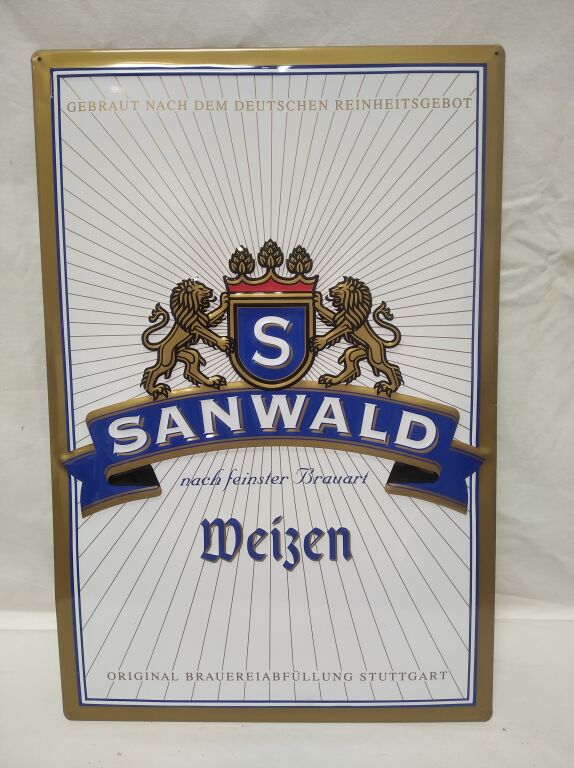 GEBRAUT NACH DEM DEUTSCHEN REINHEITSGEBOT
S
SANWALD
nach feinster Brauart
Weizen
ORIGINAL BRAUEREIABFÜLLUNG STUTTGART